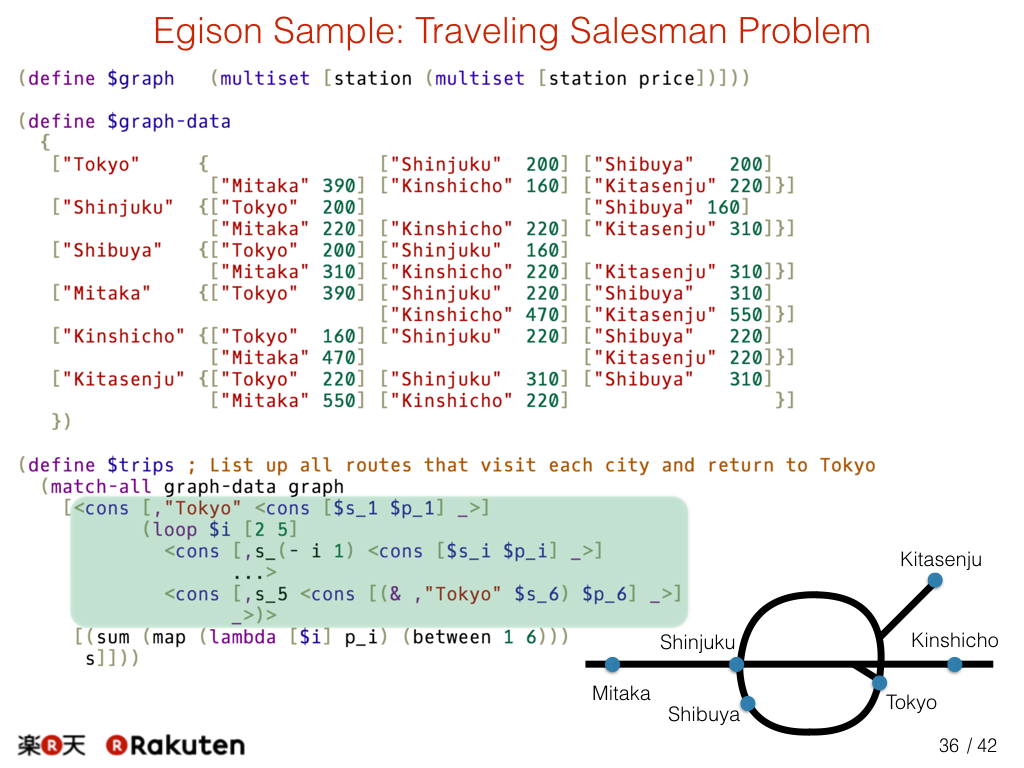 Egison Sample: Traveling Salesman Problem
(define $graph   (multiset [station (multiset [station price])]))
(define $graph-data
  {
   ["Tokyo"     {               ["Shinjuku"  200] ["Shibuya"   200]
                 ["Mitaka" 390] ["Kinshicho" 160] ["Kitasenju" 220]}]
   ["Shinjuku"  {["Tokyo"  200]                   ["Shibuya" 160]
                 ["Mitaka" 220] ["Kinshicho" 220] ["Kitasenju" 310]}]
   ["Shibuya"   {["Tokyo"  200] ["Shinjuku"  160]
                 ["Mitaka" 310] ["Kinshicho" 220] ["Kitasenju" 310]}]
   ["Mitaka"    {["Tokyo"  390] ["Shinjuku"  220] ["Shibuya"   310]
                                ["Kinshicho" 470] ["Kitasenju" 550]}]
   ["Kinshicho" {["Tokyo"  160] ["Shinjuku"  220] ["Shibuya"   220]
                 ["Mitaka" 470]                   ["Kitasenju" 220]}]
   ["Kitasenju" {["Tokyo"  220] ["Shinjuku"  310] ["Shibuya"   310]
                 ["Mitaka" 550] ["Kinshicho" 220]                  }]
   })
(define $trips ; List up all routes that visit each city and return to Tokyo
  (match-all graph-data graph
    [<cons [,"Tokyo" <cons [$s_1 $p_1] _>]
           (loop $i [2 5]
             <cons [,s_(- i 1) <cons [$s_i $p_i] _>]
                   ...>
             <cons [,s_5 <cons [(& ,"Tokyo" $s_6) $p_6] _>]
                   _>)>
     [(sum (map (lambda [$i] p_i) (between 1 6)))
      s]]))
Kitasenju
Shinjuku
Kinshicho
Mitaka
Tokyo
Shibuya
楽R天 R Rakuten
36 / 42